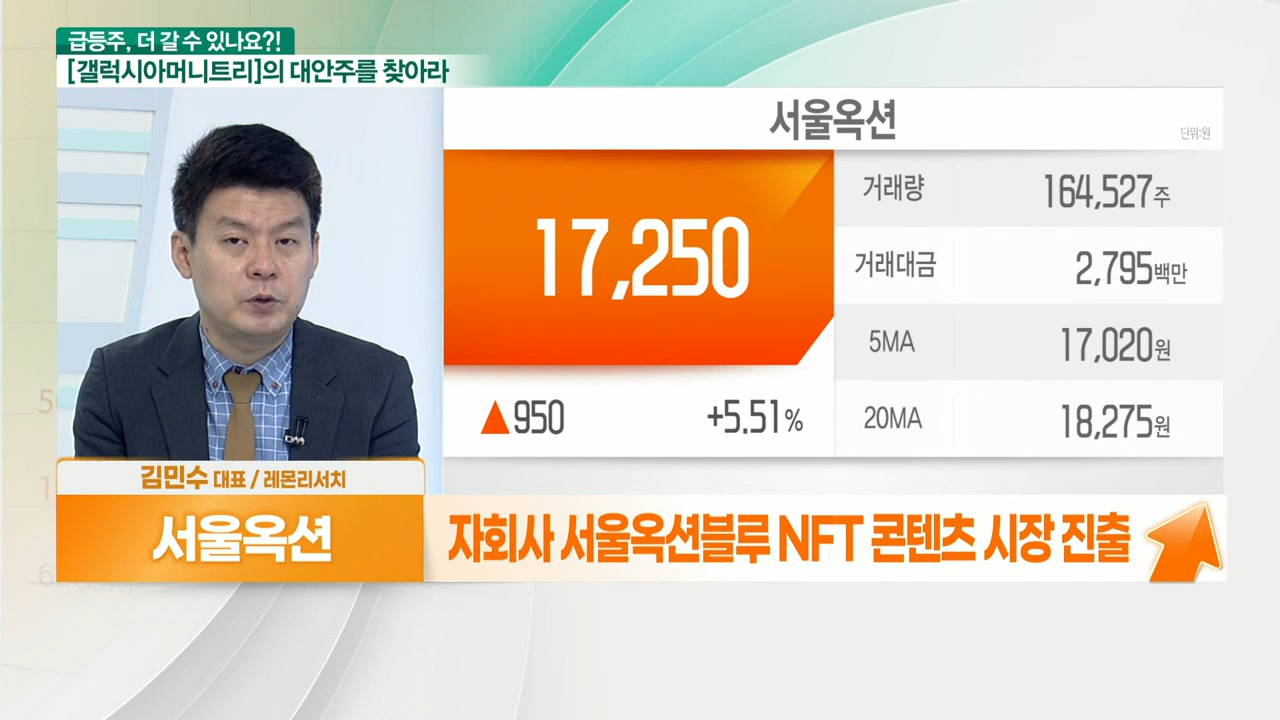 급등주, 더 갈 수 있나요?!
[갤럭시아머니트리]의 대안주를 찾아라
서울옥션
단위:원
17,250
▲950 +5.51%
거래량 164,527주
거래대금 2,795백만
5MA 17,020원
20MA 18,275원
김민수 대표 / 레몬리서치
서울옥션
자회사 서울옥션블루 NFT 콘텐츠 시장 진출